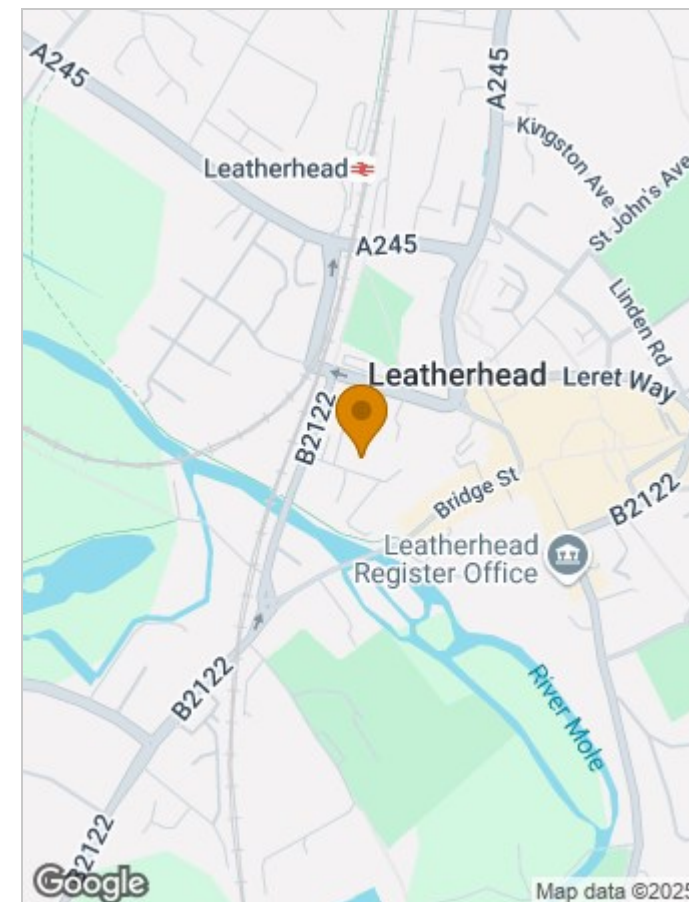 A245
A245
Kingston Ave
Leatherhead
St John's Ave
A245
Linden Rd
Leatherhead
Leret Way
B2122
Bridge St
B2122
Leatherhead
Register Office
B2122
River Mole
B2122
Google
Map data ©2025